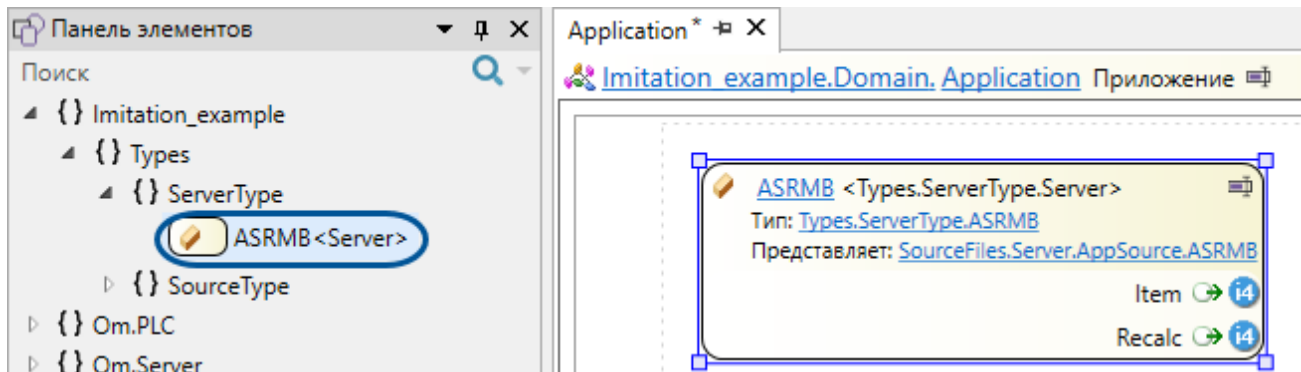 Панель элементов
Поиск
{} Imitation_example
{} Types
{} ServerType
ASRMB<Server>
{} SourceType
{} Om.PLC
{} Om.Server
Application*
Imitation_example.Domain. Application Приложение
ASRMB <Types.ServerType.Server>
Тип: Types.ServerType.ASRMB
Представляет: SourceFiles.Server.AppSource.ASRMB
Item i4
Recalc i4